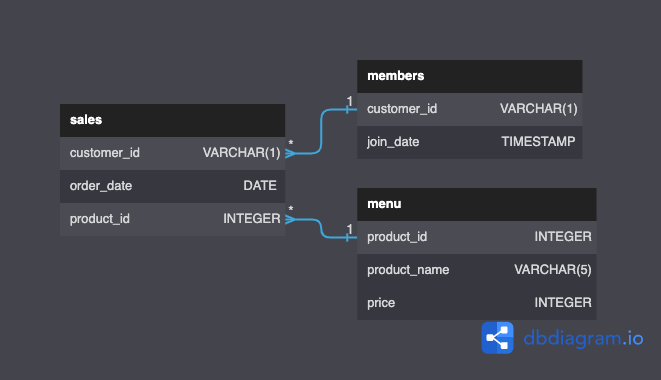 sales
customer_id VARCHAR(1)
order_date DATE
product_id INTEGER
*
*
1
1
members
customer_id VARCHAR(1)
join_date TIMESTAMP
menu
product_id INTEGER
product_name VARCHAR(5)
price INTEGER
dbdiagram.io